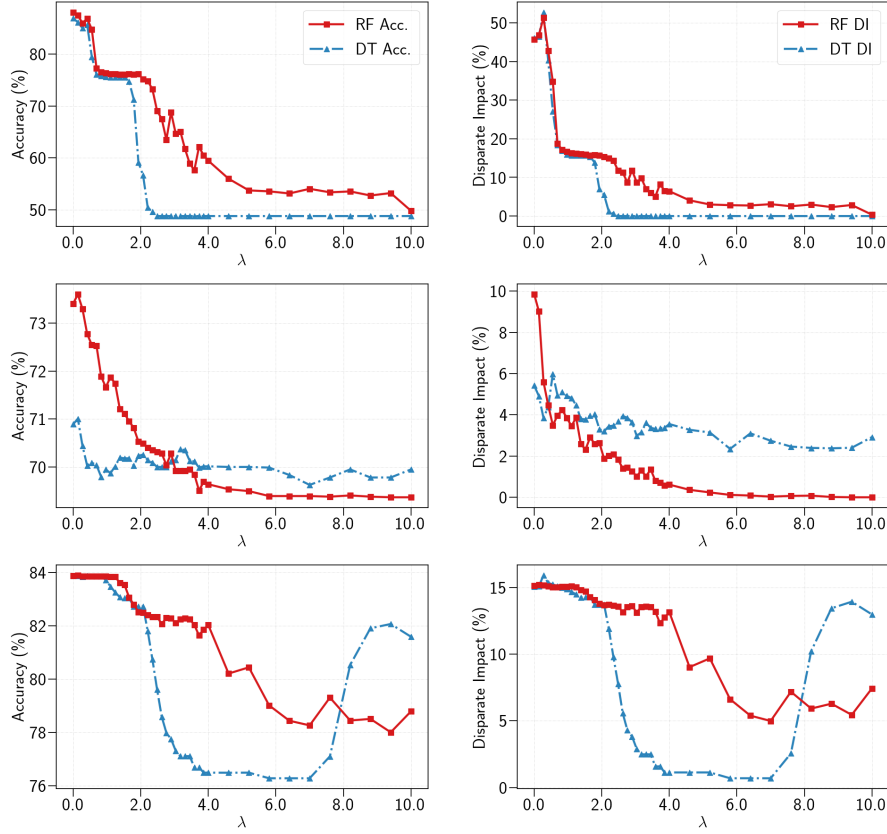 RF Acc.
DT Acc.
Accuracy (%)
80
70
60
50
0.0 2.0 4.0 6.0 8.0 10.0
λ
RF DI
DT DI
Disparate Impact (%)
50
40
30
20
10
0
0.0 2.0 4.0 6.0 8.0 10.0
λ
Accuracy (%)
73
72
71
70
0.0 2.0 4.0 6.0 8.0 10.0
λ
Disparate Impact (%)
10
8
6
4
2
0
0.0 2.0 4.0 6.0 8.0 10.0
λ
Accuracy (%)
84
82
80
78
76
0.0 2.0 4.0 6.0 8.0 10.0
λ
Disparate Impact (%)
15
10
5
0
0.0 2.0 4.0 6.0 8.0 10.0
λ